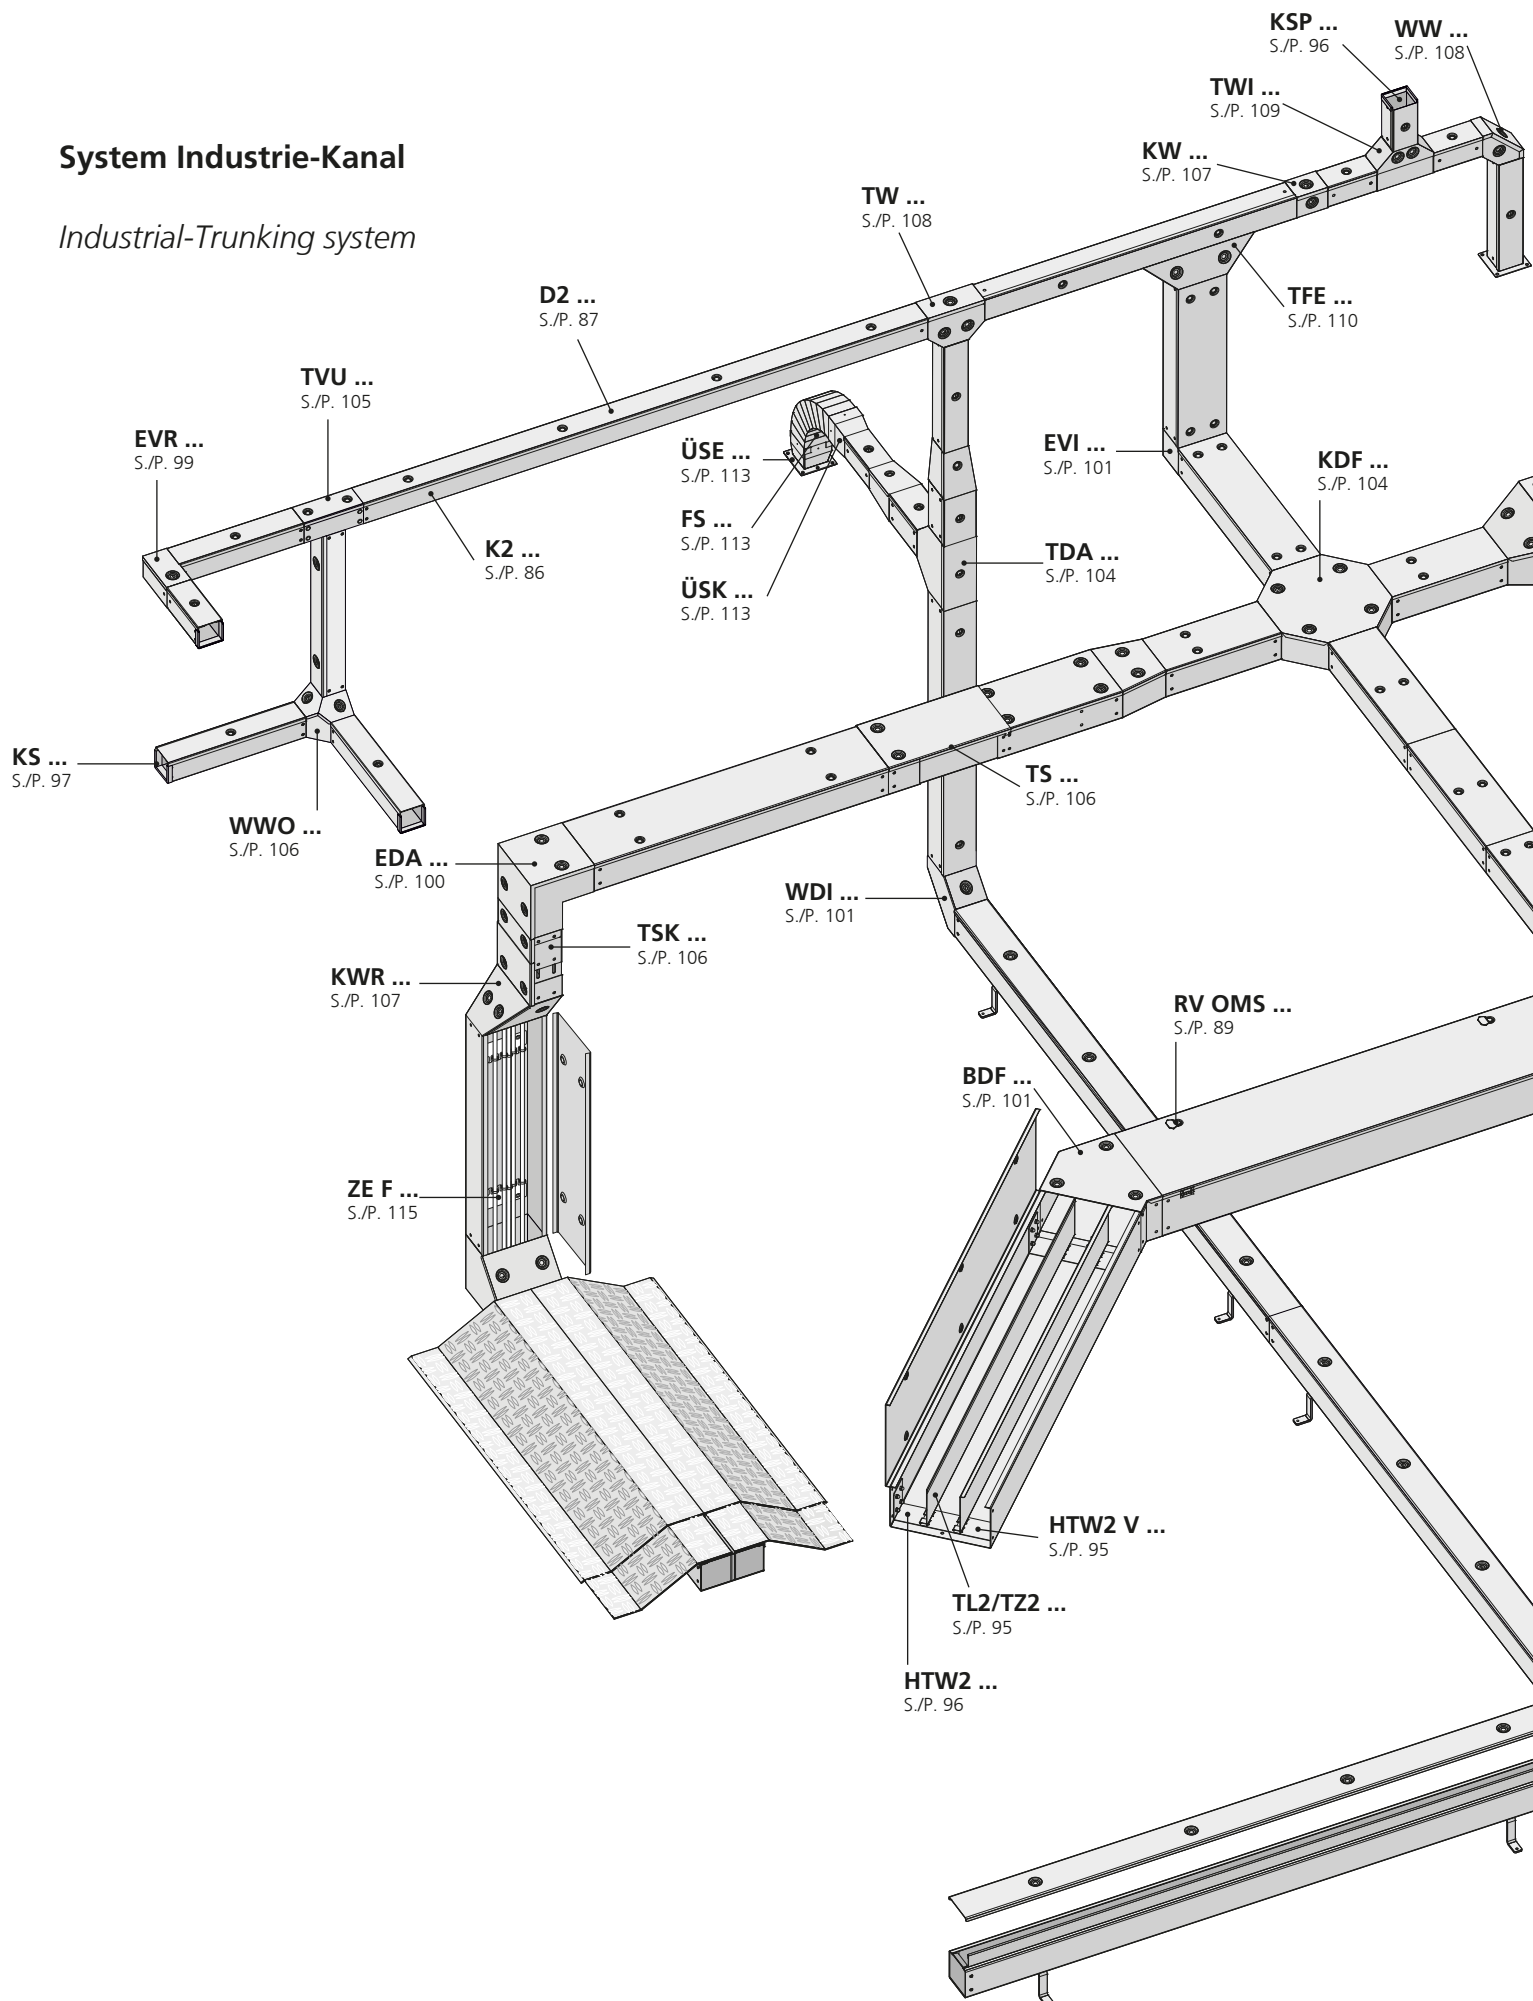 KSP ...
S./P. 96
WW ...
S./P. 108
TWI ...
S./P. 109
System Industrie-Kanal
KW ...
S./P. 107
TW ...
S./P. 108
Industrial-Trunking system
D2 ...
S./P. 87
TFE ...
S./P. 110
TVU ...
S./P. 105
EVR ...
S./P. 99
ÜSE ...
S./P. 113
EVI ...
S./P. 101
KDF ...
S./P. 104
FS ...
S./P. 113
K2 ...
S./P. 86
TDA ...
S./P. 104
ÜSK ...
S./P. 113
KS ...
S./P. 97
TS ...
S./P. 106
WWO ...
S./P. 106
EDA ...
S./P. 100
WDI ...
S./P. 101
TSK ...
S./P. 106
KWR ...
S./P. 107
RV OMS ...
S./P. 89
BDF ...
S./P. 101
ZE F ...
S./P. 115
HTW2 V ...
S./P. 95
TL2/TZ2 ...
S./P. 95
HTW2 ...
S./P. 96